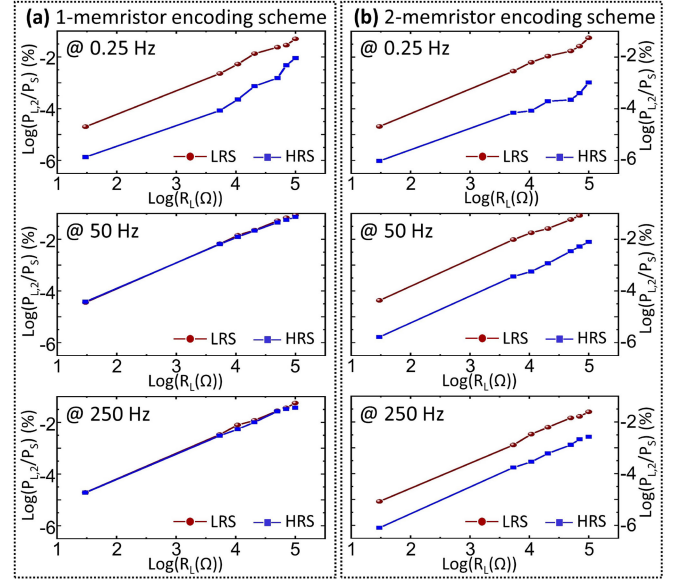 (a) 1-memristor encoding scheme
@ 0.25 Hz
Log(P_L,2/P_S) (%)
-2
-4
-6
LRS HRS
1 2 3 4 5
Log(R_L(Ω))
@ 50 Hz
Log(P_L,2/P_S) (%)
-2
-4
-6
LRS HRS
1 2 3 4 5
Log(R_L(Ω))
@ 250 Hz
Log(P_L,2/P_S) (%)
-2
-4
-6
LRS HRS
1 2 3 4 5
Log(R_L(Ω))
(b) 2-memristor encoding scheme
@ 0.25 Hz
-2
-4
-6
Log(P_L,2/P_S) (%)
LRS HRS
1 2 3 4 5
Log(R_L(Ω))
@ 50 Hz
-2
-4
-6
Log(P_L,2/P_S) (%)
LRS HRS
1 2 3 4 5
Log(R_L(Ω))
@ 250 Hz
-2
-4
-6
Log(P_L,2/P_S) (%)
LRS HRS
1 2 3 4 5
Log(R_L(Ω))